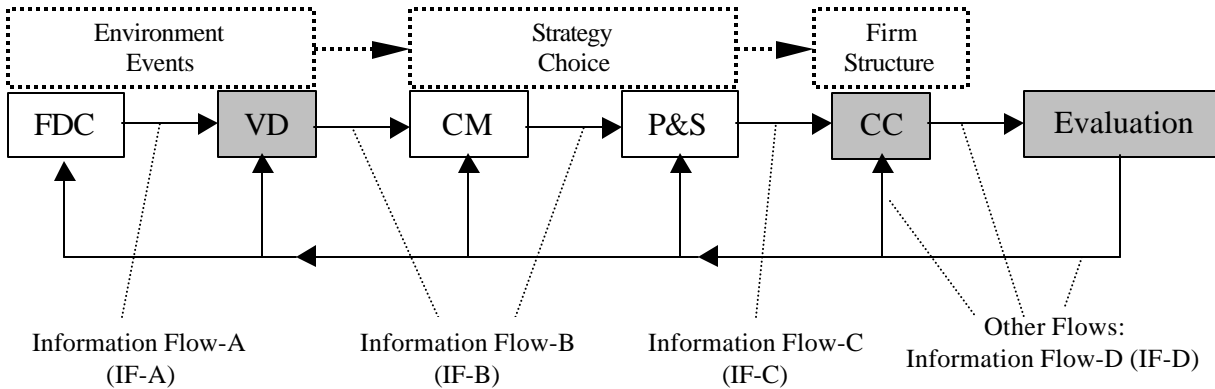 Environment
Events
Strategy
Choice
Firm
Structure
FDC
VD
CM
P&S
CC
Evaluation
Information Flow-A
(IF-A)
Information Flow-B
(IF-B)
Information Flow-C
(IF-C)
Other Flows:
Information Flow-D (IF-D)